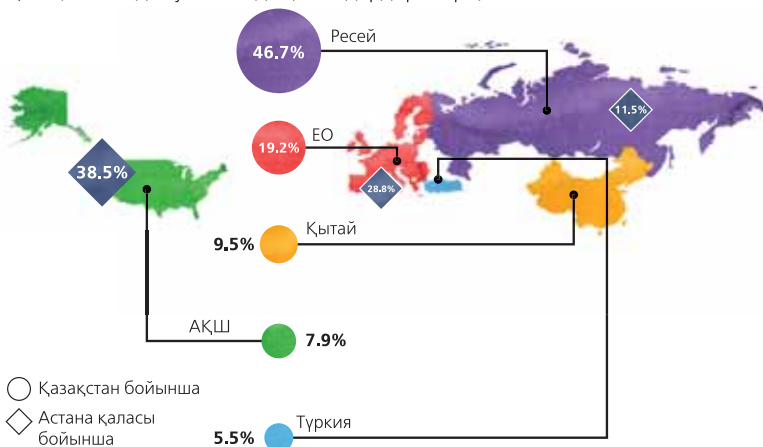 Ресей
46.7%
11.5%
ЕО
19.2%
38.5%
28.8%
Қытай
9.5%
АҚШ
7.9%
Қазақстан бойынша
Астана қаласы
бойынша
Түркия
5.5%